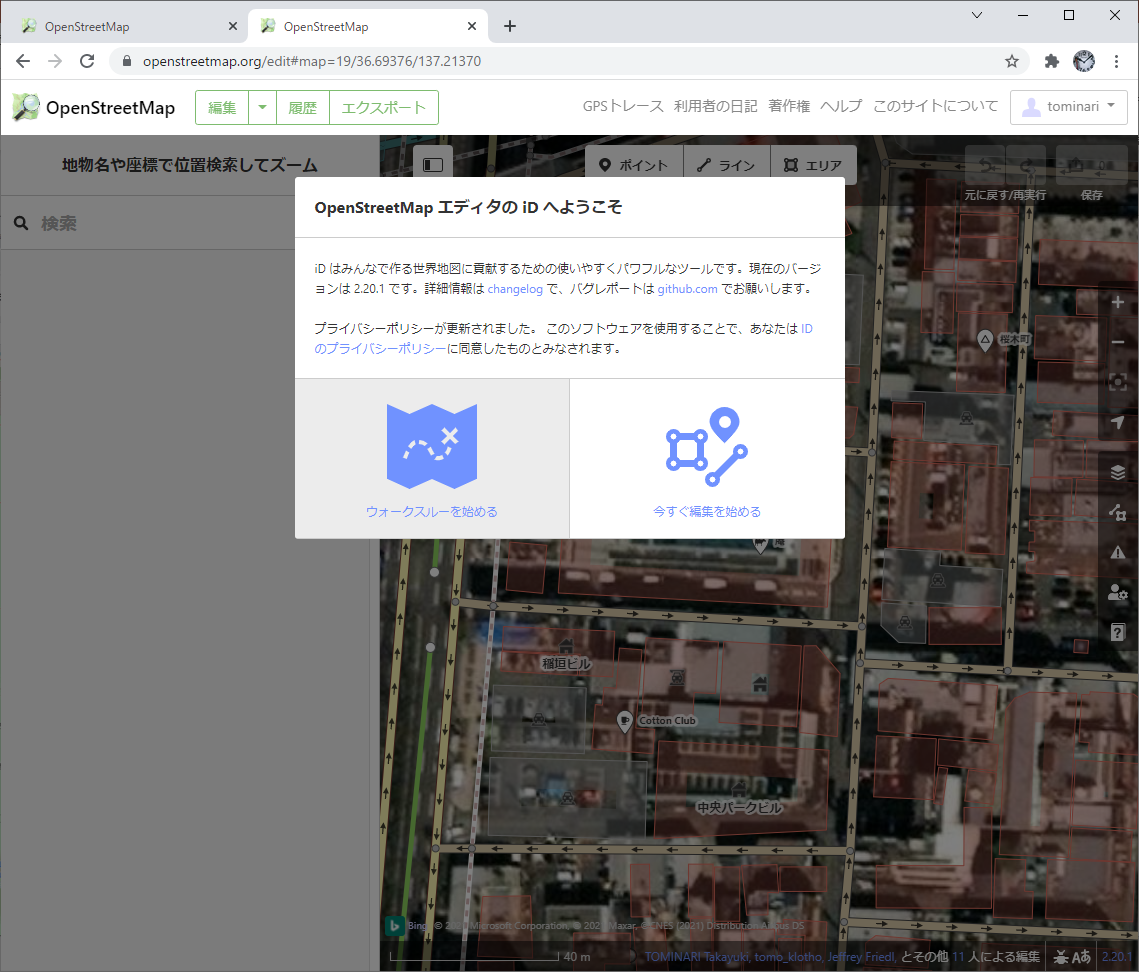 OpenStreetMap
OpenStreetMap
openstreetmap.org/edit#map=19/36.69376/137.21370
OpenStreetMap
編集
履歴
エクスポート
GPSトレース 利用者の日記 著作権 ヘルプ このサイトについて
tominari
地物名や座標で位置検索してズーム
ポイント
ライン
エリア
元に戻す/再実行
保存
検索
OpenStreetMap エディタの iD へようこそ
iD はみんなで作る世界地図に貢献するための使いやすくパワフルなツールです。現在のバージ
ョンは 2.20.1 です。詳細情報は changelog で、バグレポートは github.com でお願いします。
プライバシーポリシーが更新されました。 このソフトウェアを使用することで、あなたは ID
のプライバシーポリシーに同意したものとみなされます。
ウォークスルーを始める
今すぐ編集を始める
桜木町
稲垣ビル
Cotton Club
中央パークビル
Microsoft Corporation, © 2021 Maxar, ©CNES (2021) Distribution Airbus DS
40 m
TOMINARI Takayuki, tomo_klotho, Jeffrey Friedl, とその他 11 人による編集
2.20.1